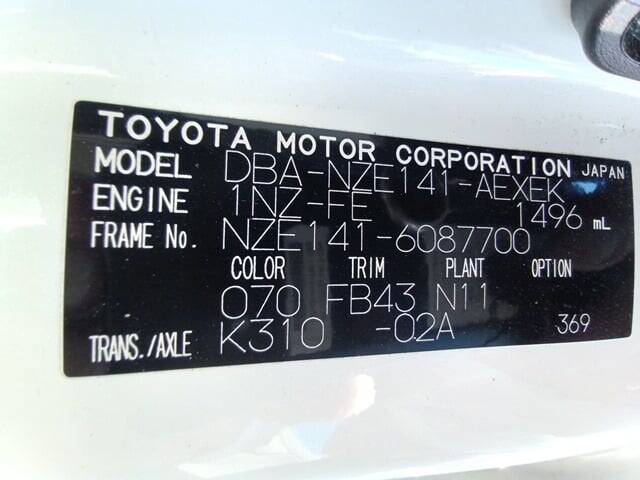 TOYOTA MOTOR CORPORATION JAPAN
MODEL DBA-NZE141-AEXEK
ENGINE 1NZ-FE 1496 mL
FRAME No. NZE141-6087700
COLOR TRIM PLANT OPTION
070 FB43 N11
TRANS./AXLE K310 -02A 369